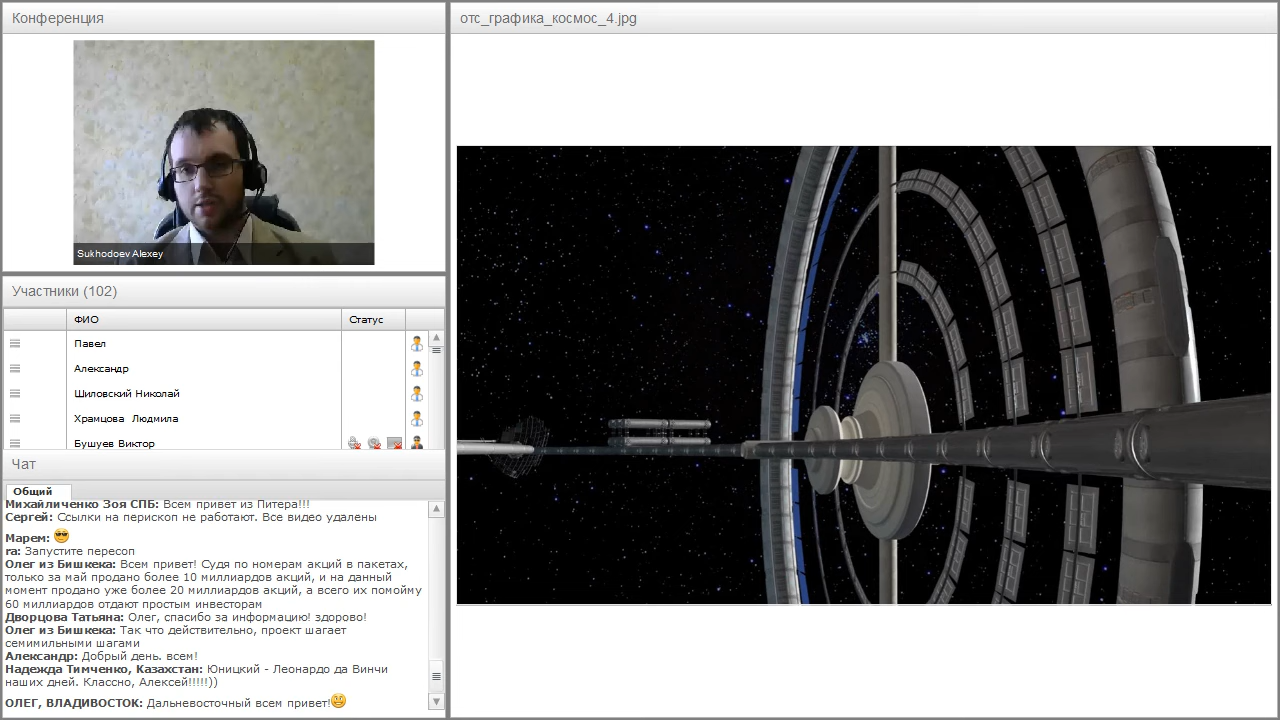 Конференция
отс_графика_космос_4.jpg
Sukhodoev Alexey
Участники (102)
ФИО
Статус
Павел
Александр
Шиловский Николай
Храмцова Людмила
Бушуев Виктор
Чат
Общий
Михайличенко Зоя СПБ: Всем привет из Питера!!!
Сергей: Ссылки на перископ не работают. Все видео удалены
Марем:
ra: Запустите пересоп
Олег из Бишкека: Всем привет! Судя по номерам акций в пакетах,
только за май продано более 10 миллиардов акций, и на данный
момент продано уже более 20 миллиардов акций, а всего их помойму
60 миллиардов отдают простым инвесторам
Дворцова Татьяна: Олег, спасибо за информацию! здорово!
Олег из Бишкека: Так что действительно, проект шагает
семимильными шагами
Александр: Добрый день. всем!
Надежда Тимченко, Казахстан: Юницкий - Леонардо да Винчи
наших дней. Классно, Алексей!!!!!))
ОЛЕГ, ВЛАДИВОСТОК: Дальневосточный всем привет!